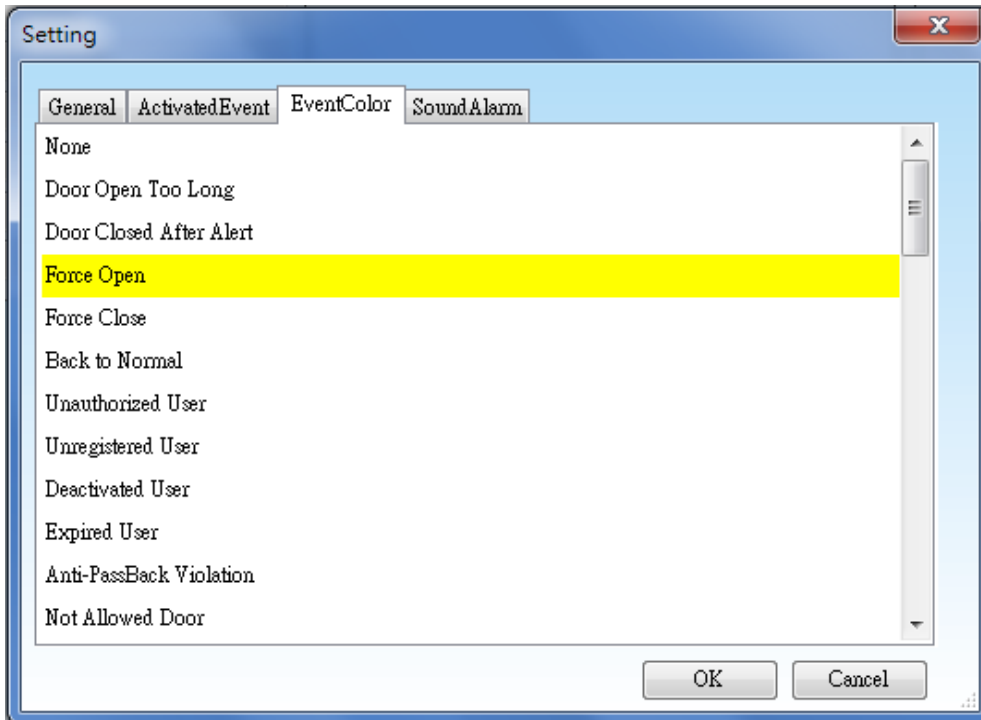 Setting
General ActivatedEvent EventColor SoundAlarm
None
Door Open Too Long
Door Closed After Alert
Force Open
Force Close
Back to Normal
Unauthorized User
Unregistered User
Deactivated User
Expired User
Anti-PassBack Violation
Not Allowed Door
OK Cancel